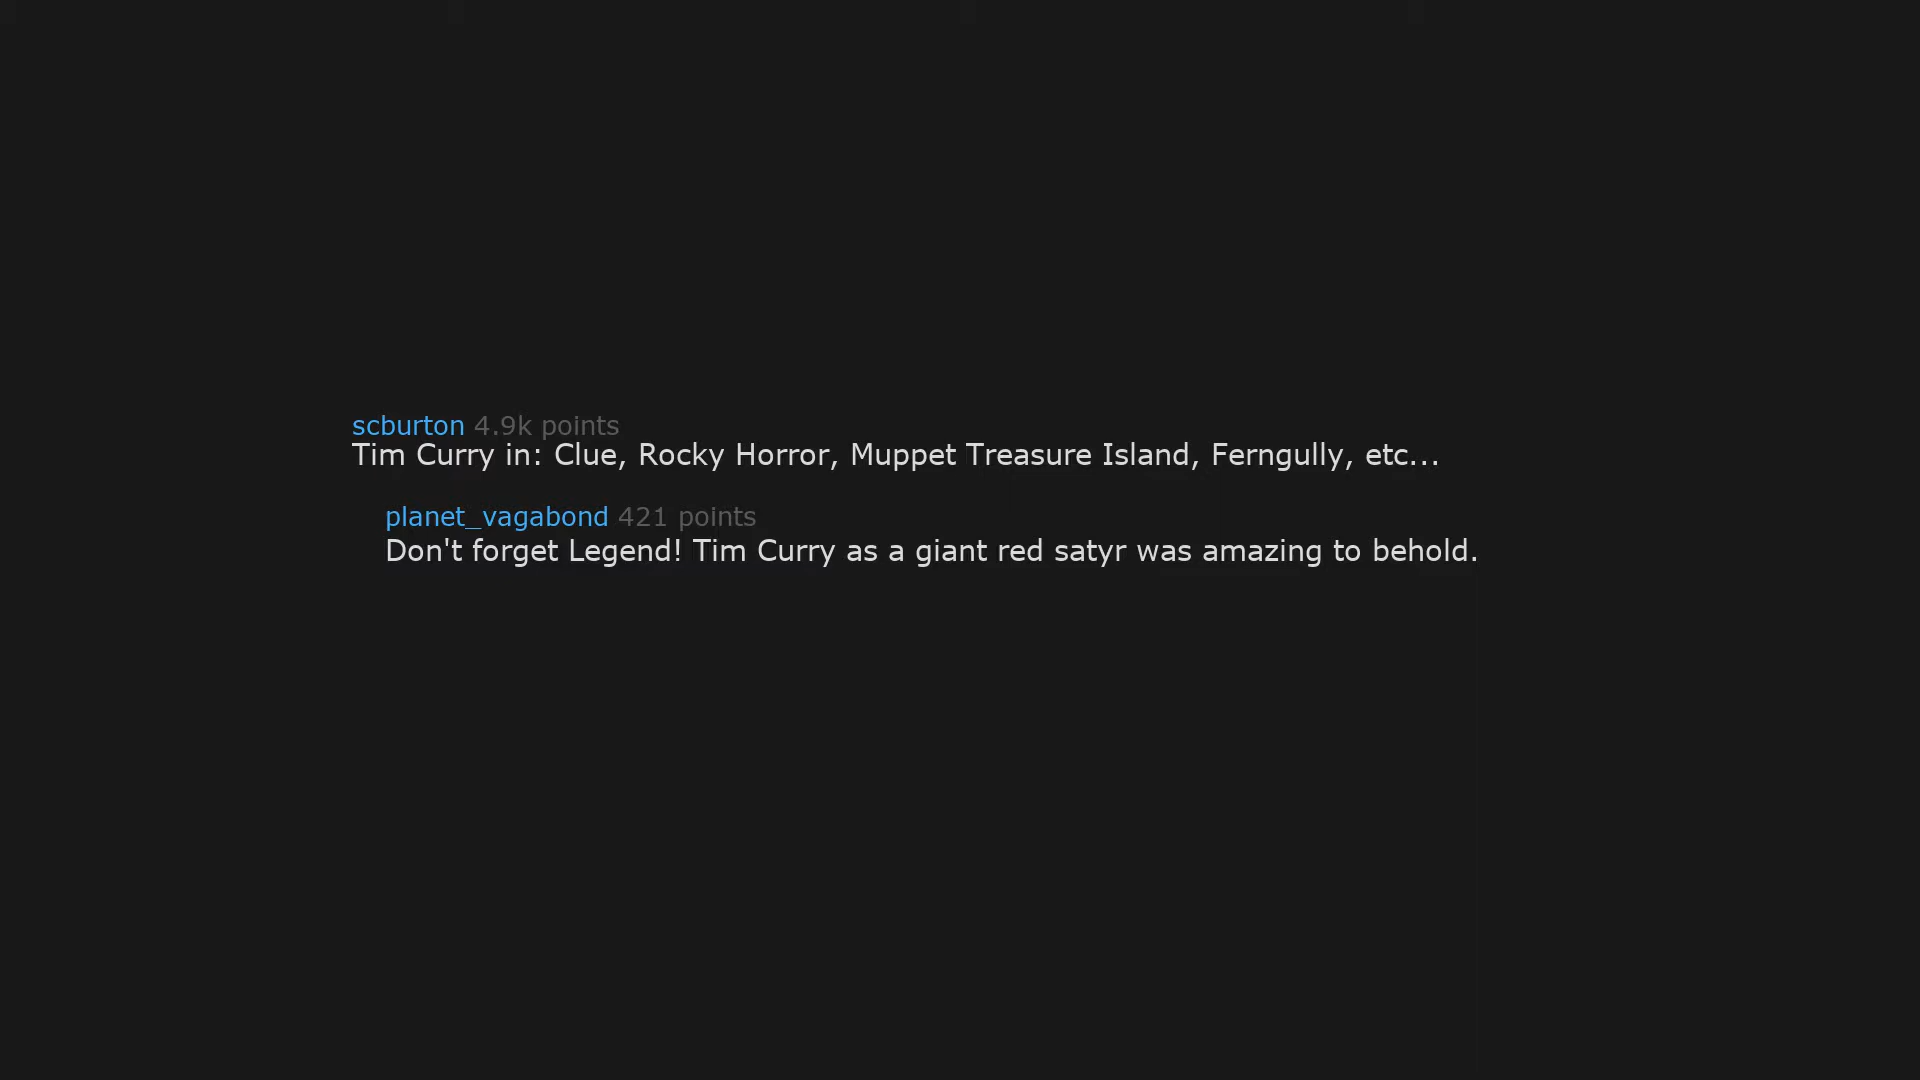 scburton 4.9k points
Tim Curry in: Clue, Rocky Horror, Muppet Treasure Island, Ferngully, etc...
planet_vagabond 421 points
Don't forget Legend! Tim Curry as a giant red satyr was amazing to behold.